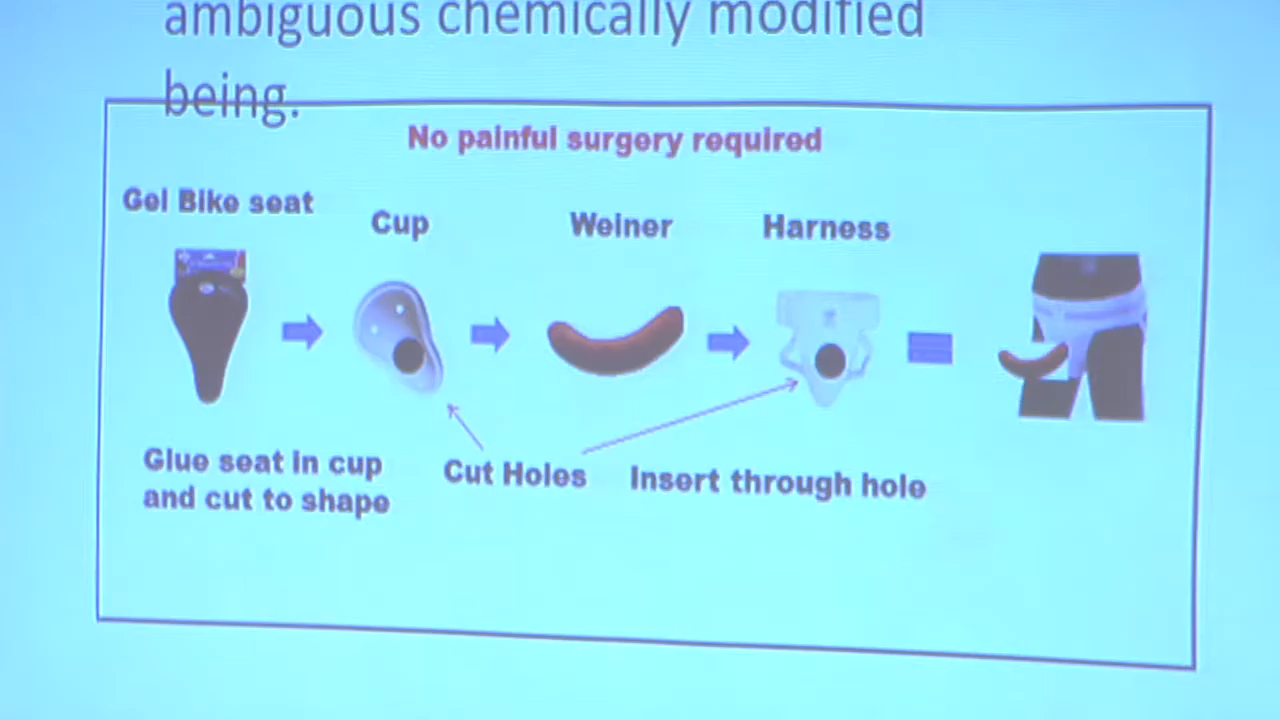 ambiguous chemically modified
being.
No painful surgery required
Gel Bike seat
Cup
Weiner
Harness
Glue seat in cup
and cut to shape
Cut Holes
Insert through hole